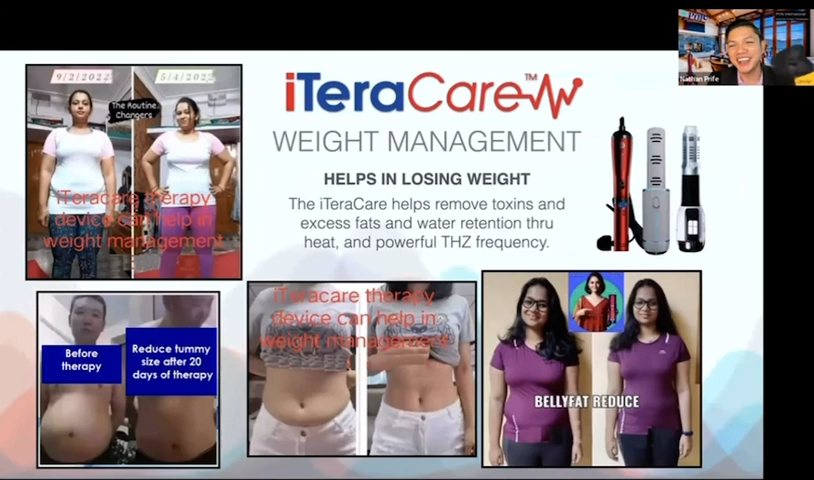 Nathan Prife
9/2/2022
5/4/2022
The Routine
Changers
iTeracare therapy
device can help in
weight management
iTeraCare™
WEIGHT MANAGEMENT
HELPS IN LOSING WEIGHT
The iTeraCare helps remove toxins and
excess fats and water retention thru
heat, and powerful THZ frequency.
Before
therapy
Reduce tummy
size after 20
days of therapy
iTeracare therapy
device can help in
weight management
BELLYFAT REDUCE